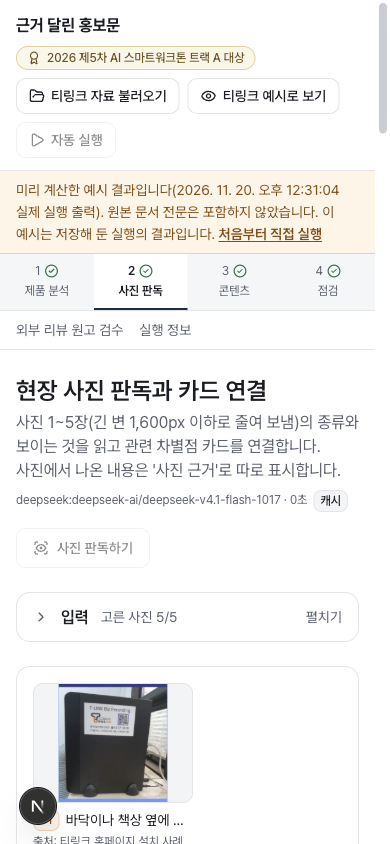 근거 달린 홍보문
2026 제5차 AI 스마트워크톤 트랙 A 대상
티링크 자료 불러오기
티링크 예시로 보기
자동 실행
미리 계산한 예시 결과입니다(2026. 11. 20. 오후 12:31:04
실제 실행 출력). 원본 문서 전문은 포함하지 않았습니다. 이
예시는 저장해 둔 실행의 결과입니다. 처음부터 직접 실행
1
제품 분석
2
사진 판독
3
콘텐츠
4
점검
외부 리뷰 원고 검수 실행 정보
현장 사진 판독과 카드 연결
사진 1~5장(긴 변 1,600px 이하로 줄여 보냄)의 종류와
보이는 것을 읽고 관련 차별점 카드를 연결합니다.
사진에서 나온 내용은 '사진 근거'로 따로 표시합니다.
deepseek:deepseek-ai/deepseek-v4.1-flash-1017 · 0초 캐시
사진 판독하기
입력 고른 사진 5/5 펼치기
N
바닥이나 책상 옆에 ...
출처: 티링크 홈페이지 설치 사례